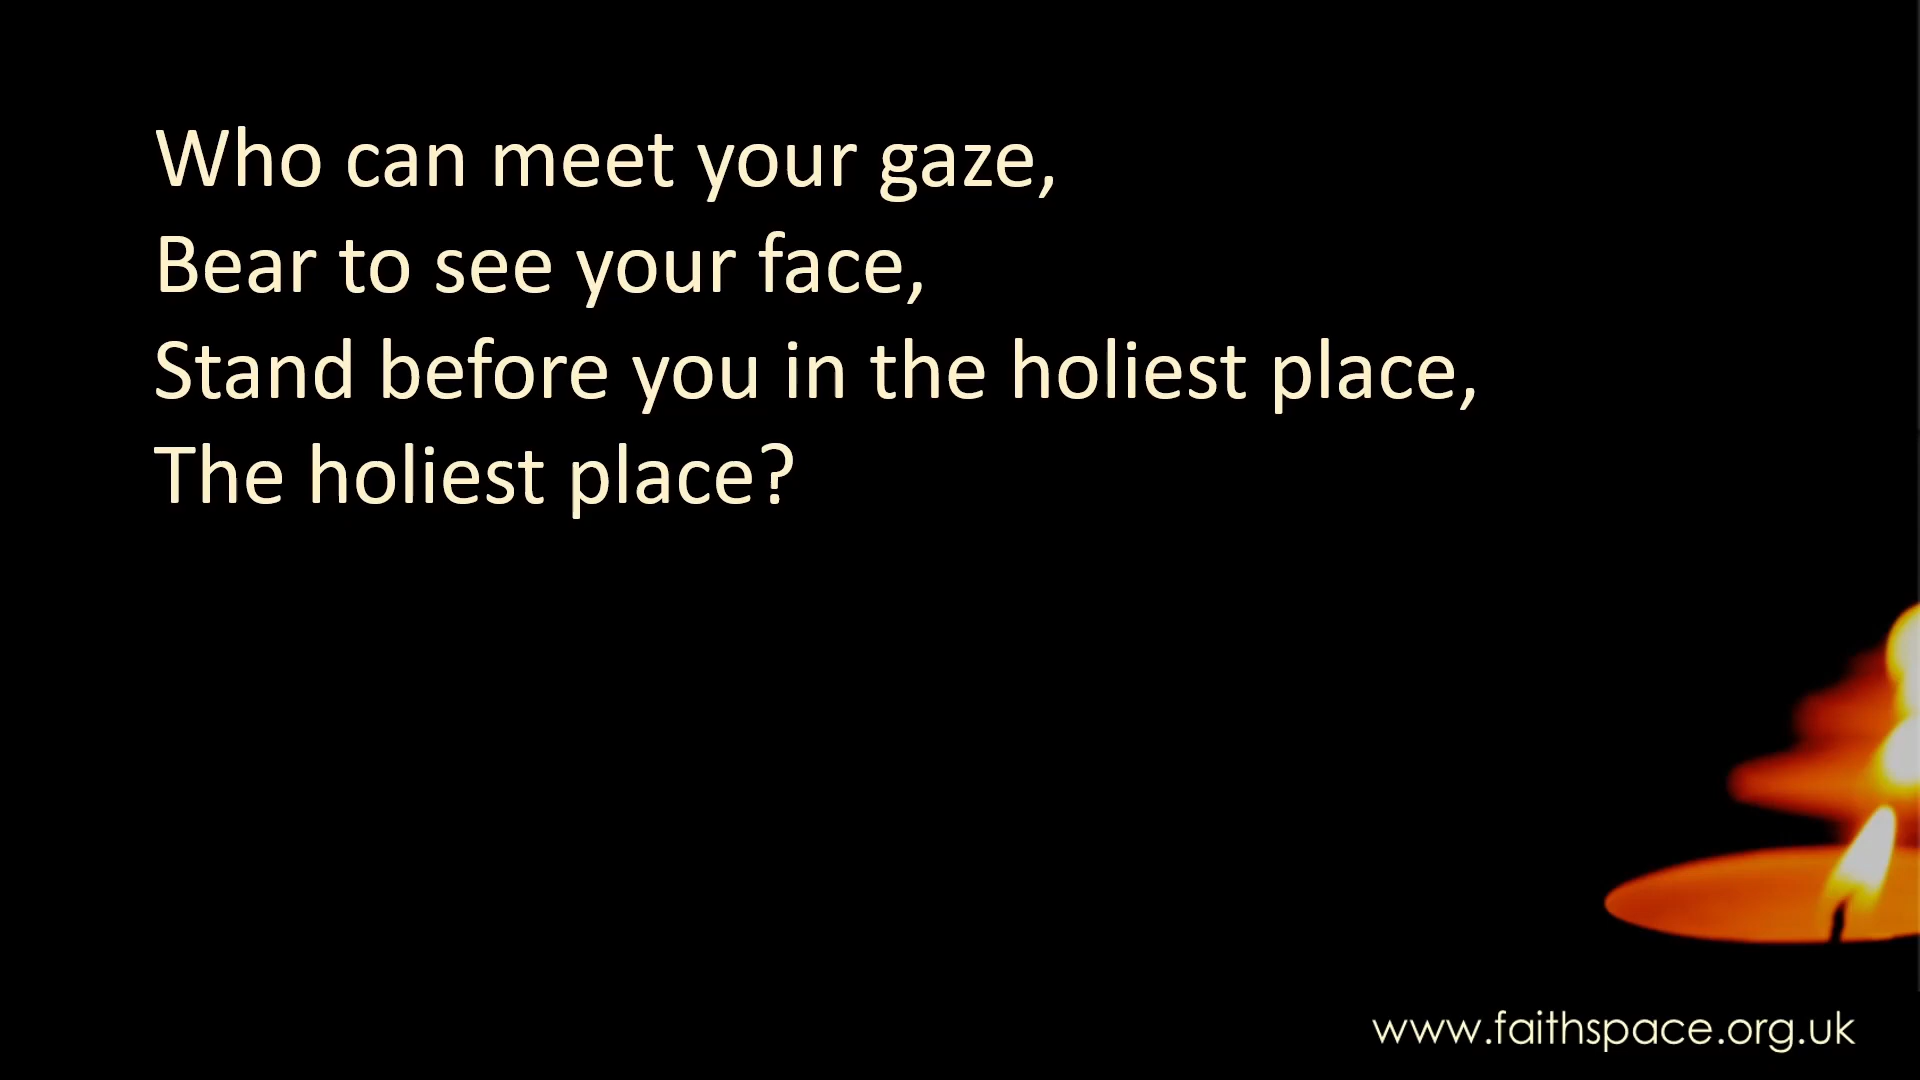 Who can meet your gaze,
Bear to see your face,
Stand before you in the holiest place,
The holiest place?
www.faithspace.org.uk